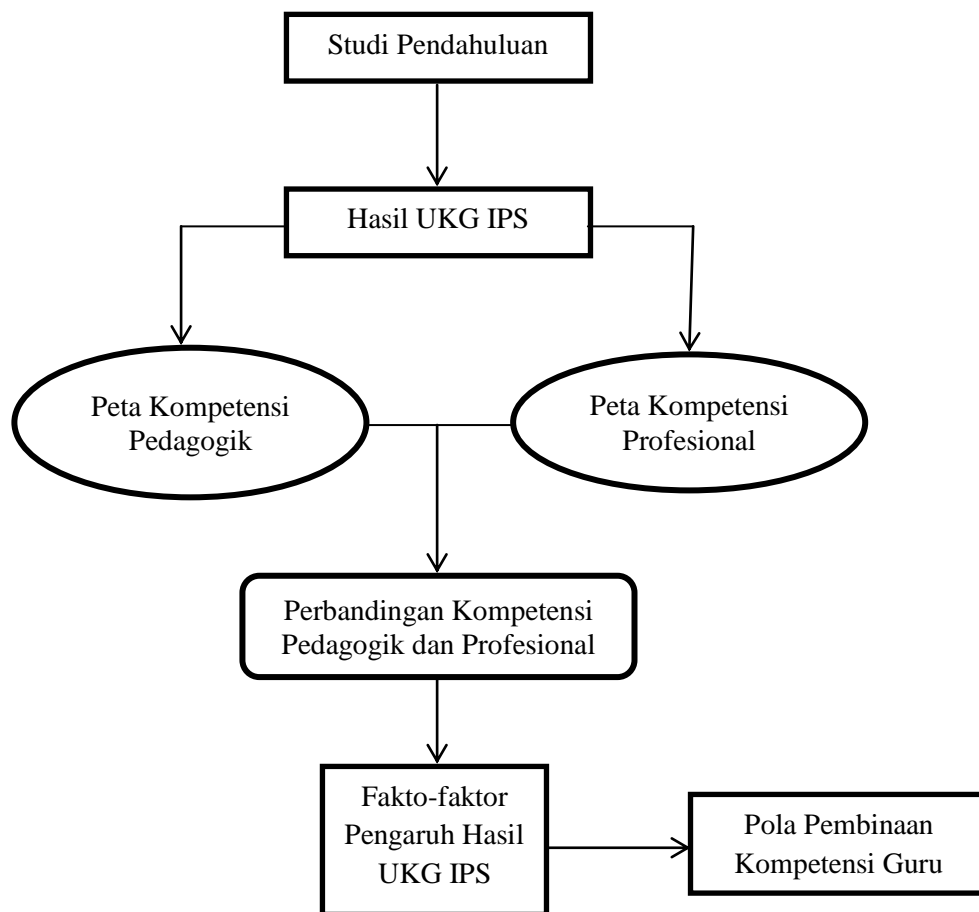 Studi Pendahuluan
Hasil UKG IPS
Peta Kompetensi
Pedagogik
Peta Kompetensi
Profesional
Perbandingan Kompetensi
Pedagogik dan Profesional
Fakto-faktor
Pengaruh Hasil
UKG IPS
Pola Pembinaan
Kompetensi Guru